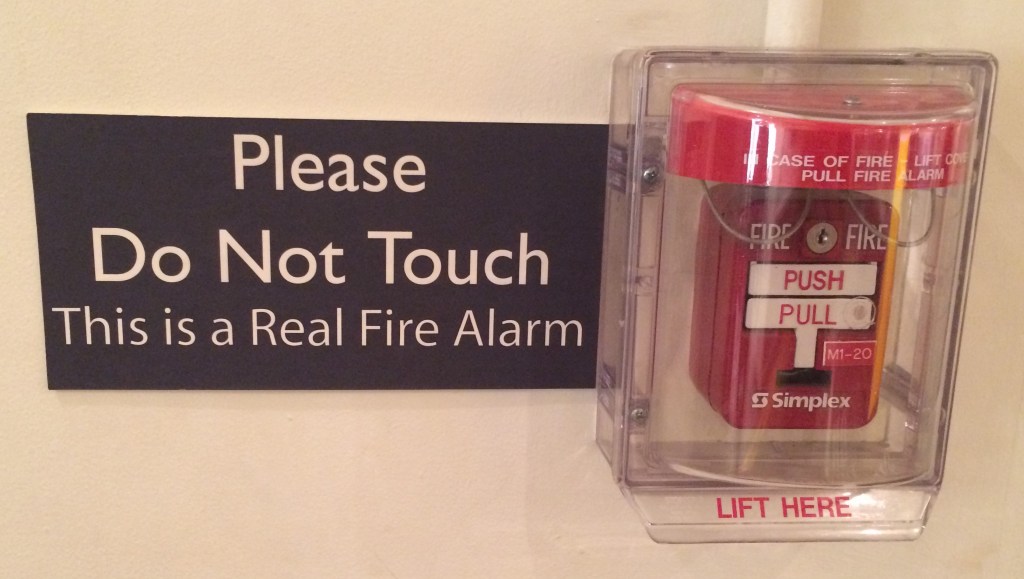 Please
Do Not Touch
This is a Real Fire Alarm
IN CASE OF FIRE - LIFT
PULL FIRE ALARM
FIRE FIRE
PUSH
PULL
M1-20
Simplex
LIFT HERE